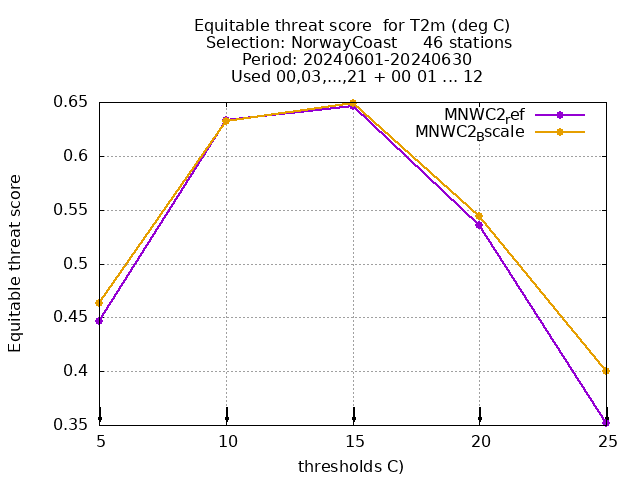 Equitable threat score  for T2m (deg C)
Selection: NorwayCoast     46 stations
Period: 20240601-20240630
Used 00,03,...,21 + 00 01 ... 12
MNWC2ref
MNWC2Bscale
Equitable threat score
0.65
0.6
0.55
0.5
0.45
0.4
0.35
5 10 15 20 25
thresholds C)